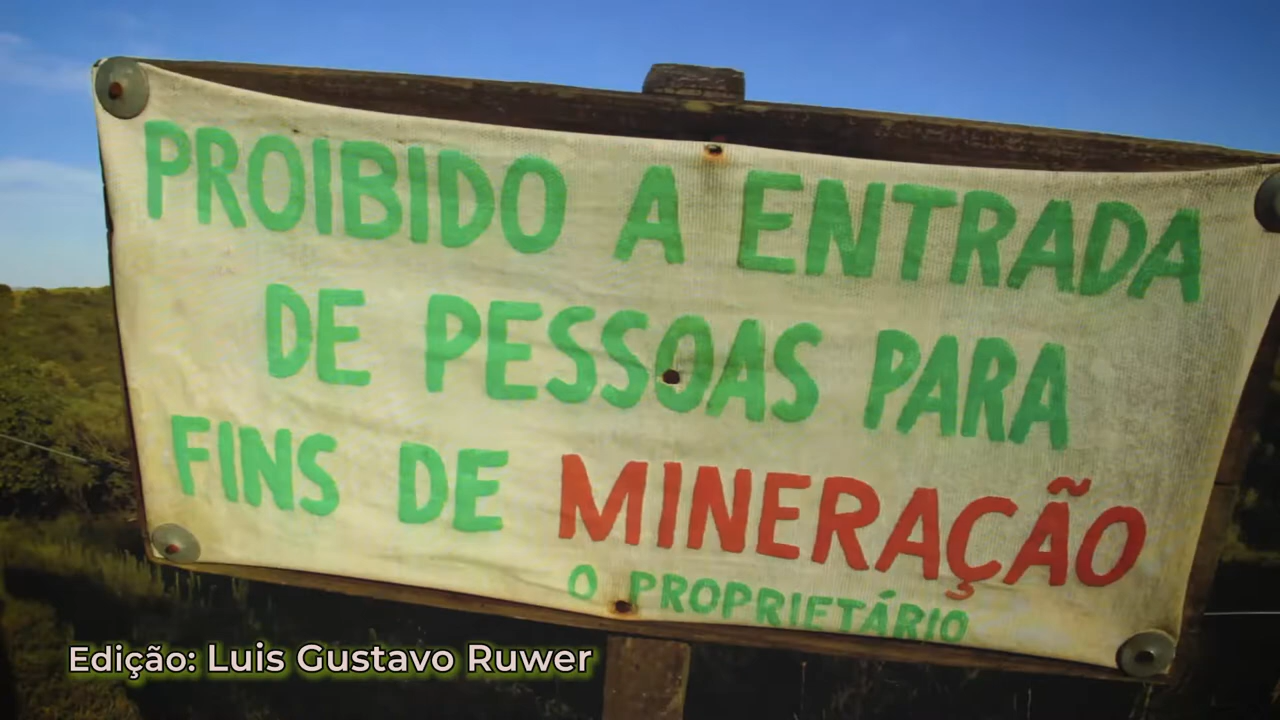 PROIBIDO A ENTRADA
DE PESSOAS PARA
FINS DE MINERAÇÃO
O PROPRIETÁRIO
Edição: Luis Gustavo Ruwer